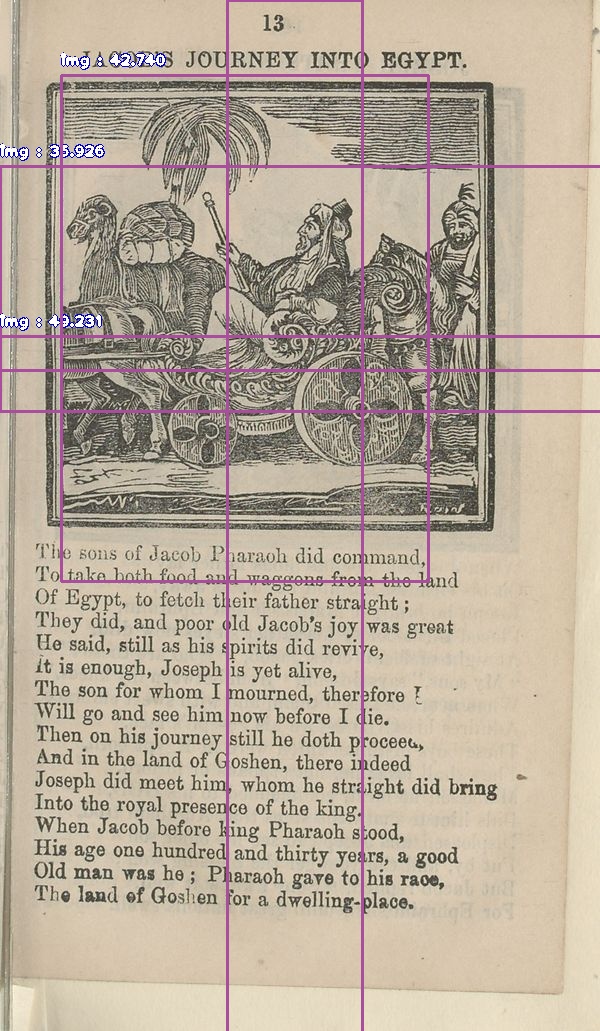 13
JACOB'S JOURNEY INTO EGYPT.
Img : 42.740
Img : 35.926
Img : 49.231
The sons of Jacob Pharaoh did command,
To take both food and waggons from the land
Of Egypt, to fetch their father straight ;
They did, and poor old Jacob's joy was great
He said, still as his spirits did revive,
It is enough, Joseph is yet alive,
The son for whom I mourned, therefore I
Will go and see him now before I die.
Then on his journey still he doth proceed,
And in the land of Goshen, there indeed
Joseph did meet him, whom he straight did bring
Into the royal presence of the king.
When Jacob before king Pharaoh stood,
His age one hundred and thirty years, a good
Old man was he ; Pharaoh gave to his race,
The land of Goshen for a dwelling-place.